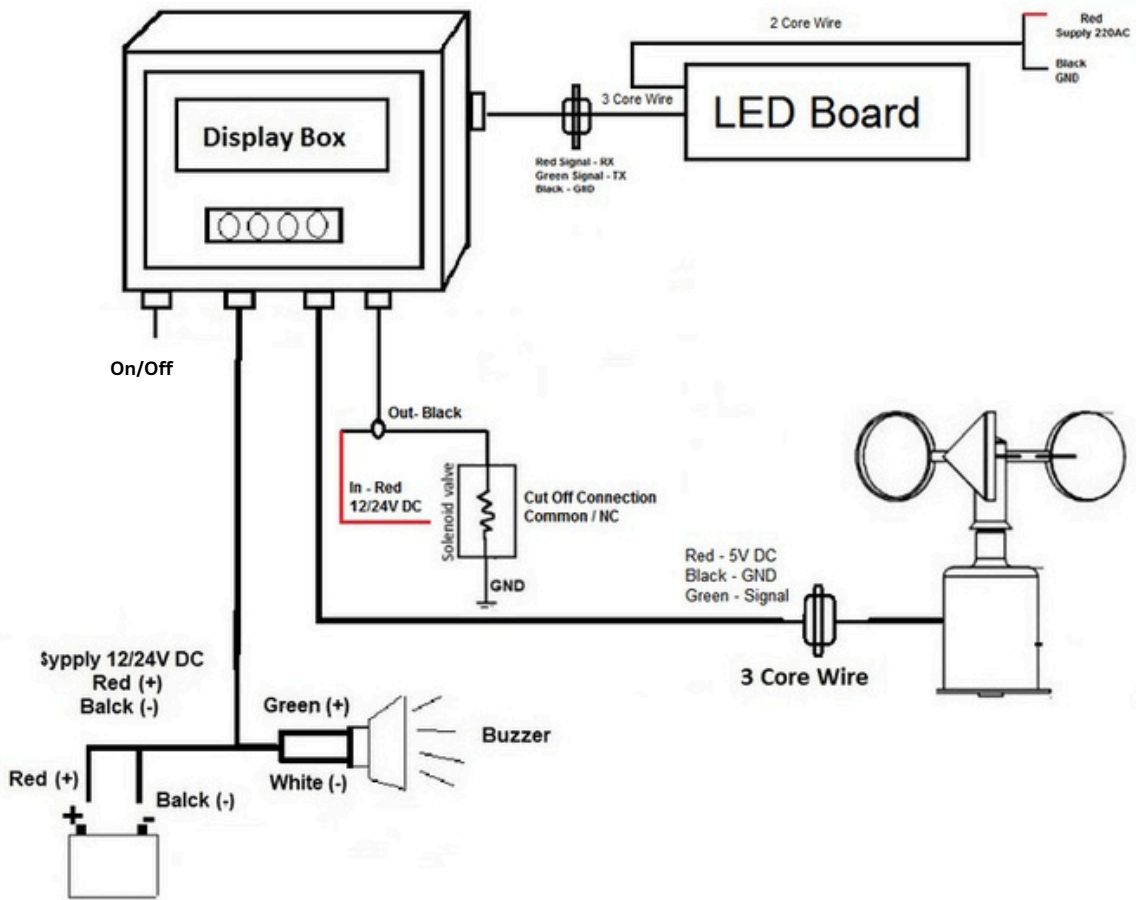 2 Core Wire
Red
Supply 220AC
Black
GND
3 Core Wire
LED Board
Display Box
Red Signal - RX
Green Signal - TX
Black - GND
On/Off
Out- Black
In - Red
12/24V DC
Solenoid valve
Cut Off Connection
Common / NC
GND
Red - 5V DC
Black - GND
Green - Signal
3 Core Wire
Sypply 12/24V DC
Red (+)
Balck (-)
Green (+)
Buzzer
White (-)
Red (+)
Balck (-)
+
-